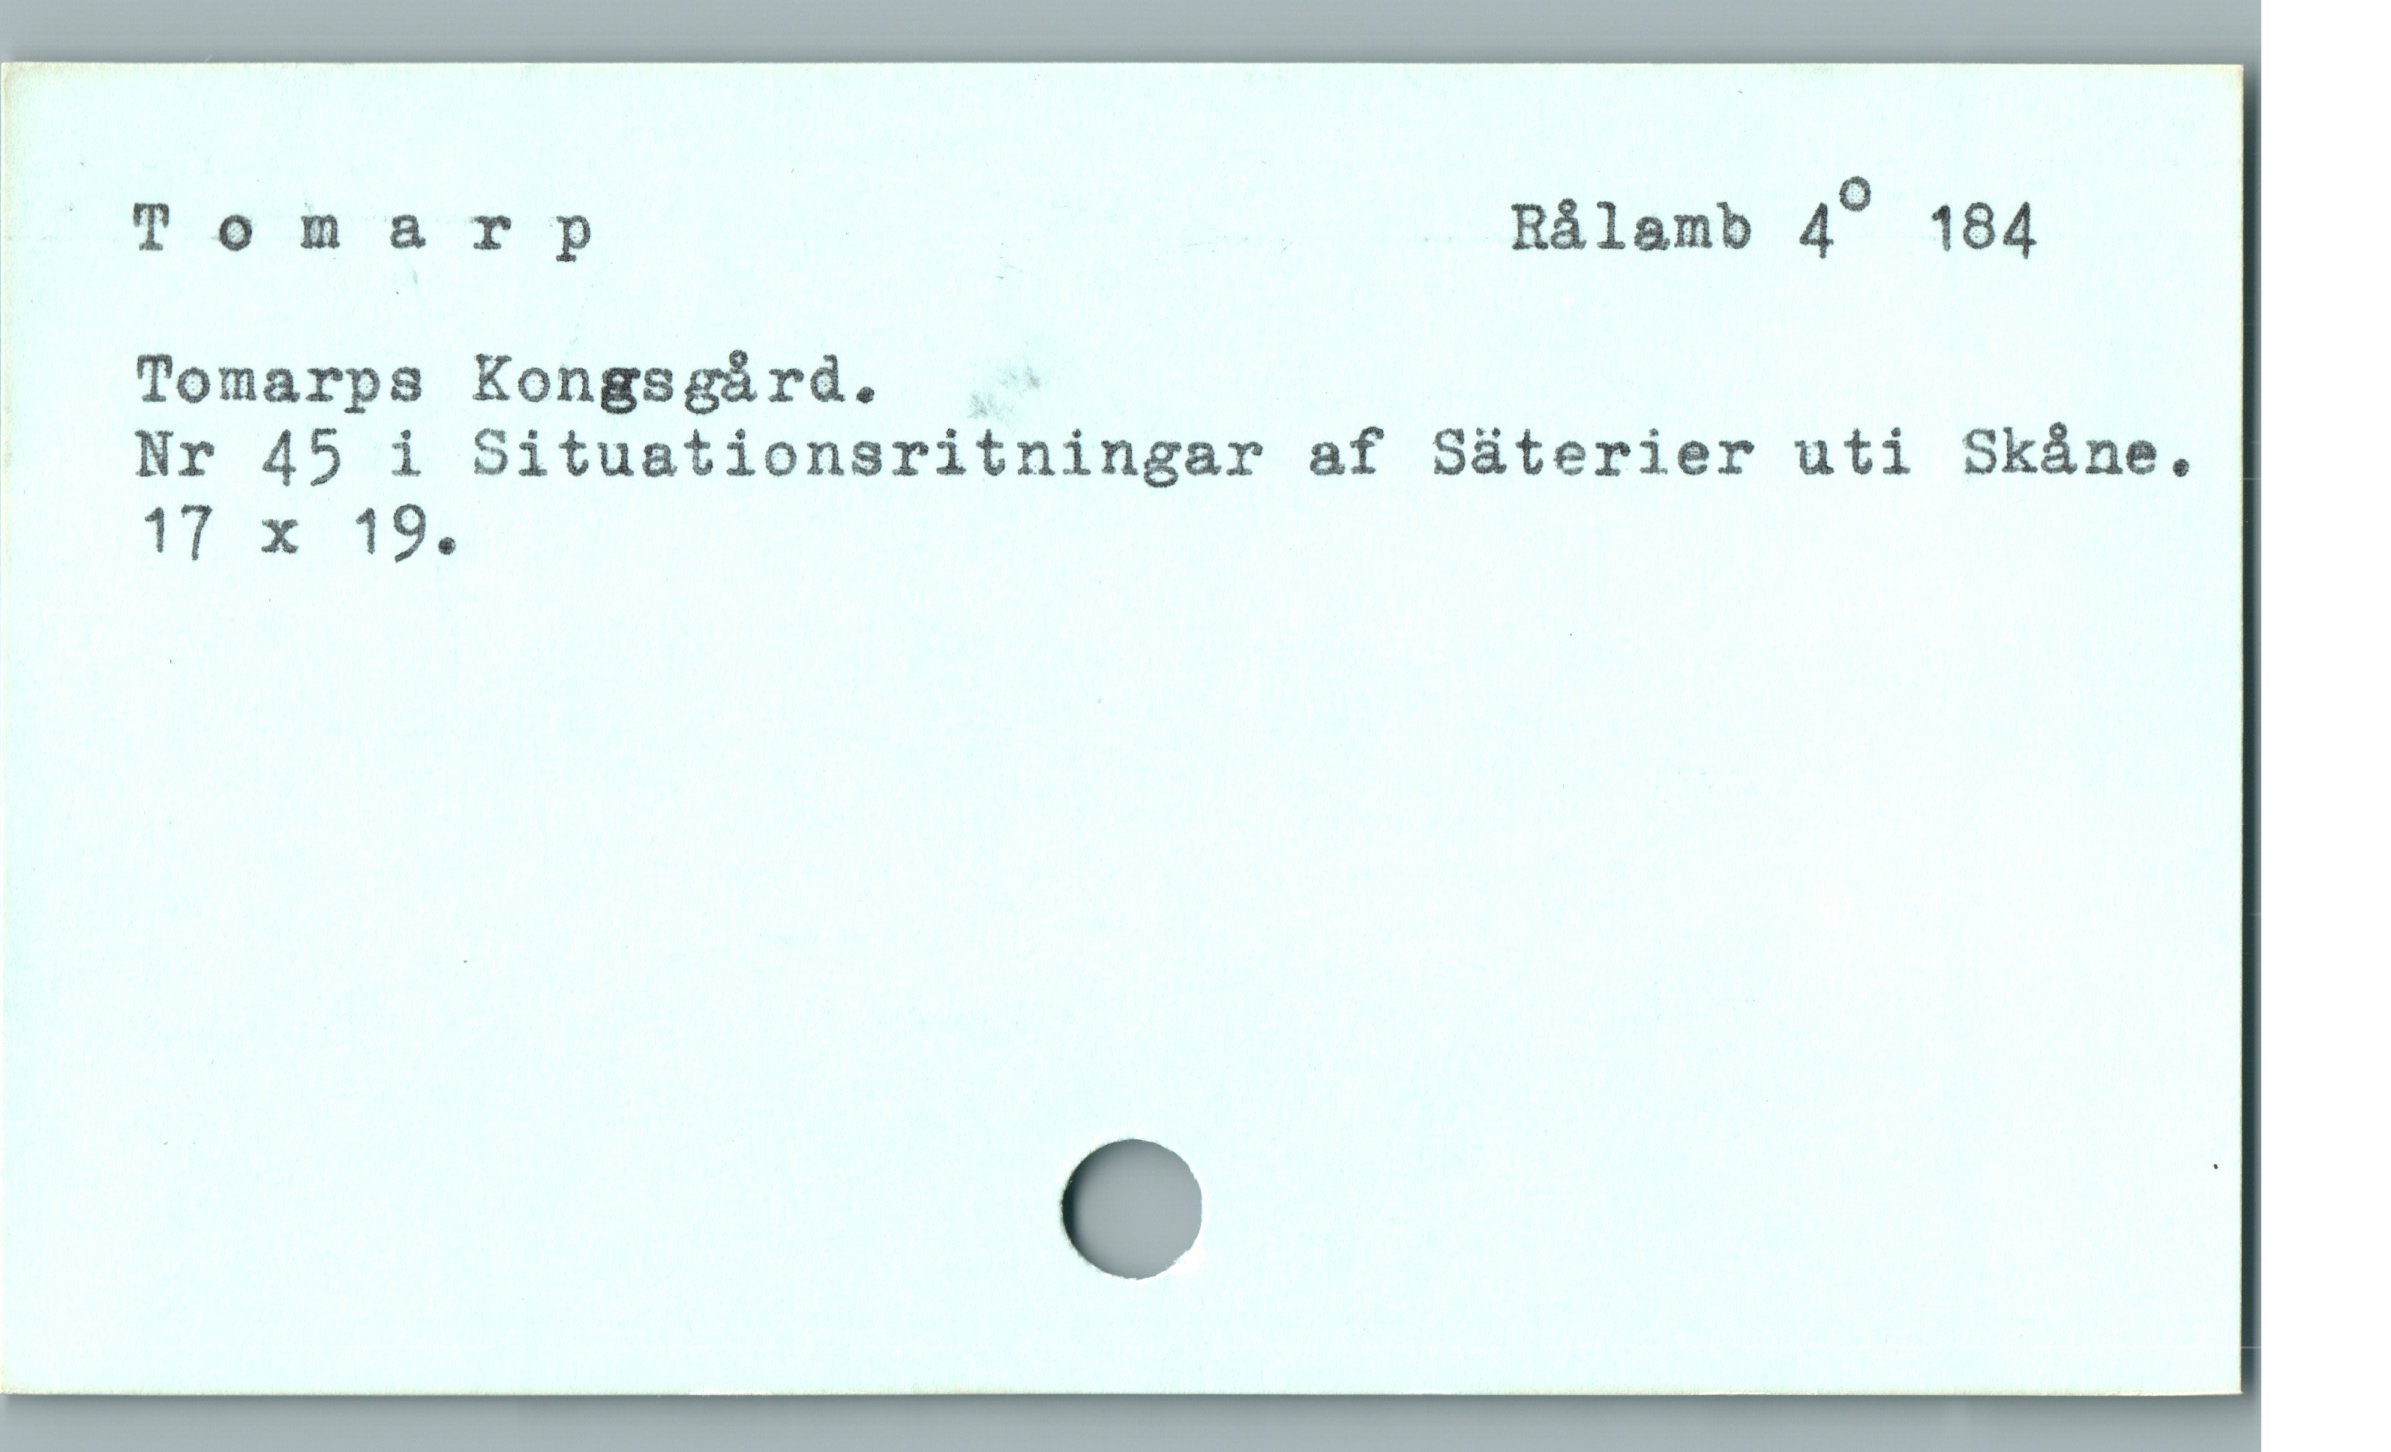 T o m a r p Rålamb 4° 184
Tomarps Kongsgård.
Nr 45 i Situationsritningar af Säterier uti Skåne.
17 x 19.